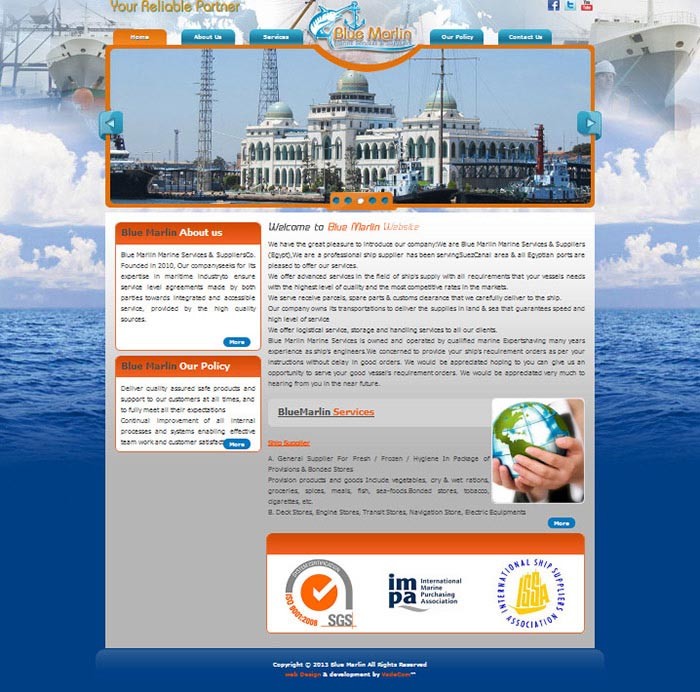 Your Reliable Partner
Home
About Us
Services
Blue Marlin
Our Policy
Contact Us
Blue Marlin About us
Blue Marlin Marine Services & SuppliersCo.
Founded in 2010, Our companyseeks for its
expertise in maritime industryto ensure
service level agreements made by both
parties towards integrated and accessible
service, provided by the high quality
sources.
More
Blue Marlin Our Policy
Deliver quality assured safe products and
support to our customers at all times, and
to fully meet all their expectations
Continual improvement of all internal
processes and systems enabling effective
team work and customer satisfact
More
Welcome to Blue Marlin Website
We have the great pleasure to introduce our company:We are Blue Marlin Marine Services & Suppliers
(Egypt),We are a professional ship supplier has been servingSuezCanal area & all Egyptian ports are
pleased to offer our services.
We offer advanced services in the field of ship's supply with all requirements that your vessels needs
with the highest level of quality and the most competitive rates in the markets.
We serve receive parcels, spare parts & customs clearance that we carefully deliver to the ship.
Our company owns its transportations to deliver the supplies in land & sea that guarantees speed and
high level of service
We offer logistical service, storage and handling services to all our clients.
Blue Marlin Marine Services is owned and operated by qualified marine Expertshaving many years
experience as ship's engineers.We concerned to provide your ship's requirement orders as per your
instructions without delay in good orders. We would be appreciated hoping to you can give us an
opportunity to serve your good vessel's requirement orders. We would be appreciated very much to
hearing from you in the near future.
BlueMarlin Services
Ship Supplier
A. General Supplier For Fresh / Frozen / Hygiene In Package of
Provisions & Bonded Stores
Provision products and goods Include vegetables, dry & wet rations,
groceries, spices, meals, fish, sea-foods.Bonded stores, tobacco,
cigarettes, etc.
B. Deck Stores, Engine Stores, Transit Stores, Navigation Store, Electric Equipments
More
SYSTEM CERTIFICATION
ISO 9001:2008
SGS
im
pa
International
Marine
Purchasing
Association
INTERNATIONAL SHIP SUPPLIERS
ISSA
ASSOCIATION
Copyright © 2013 Blue Marlin All Rights Reserved
web Design & development by VadeCom™